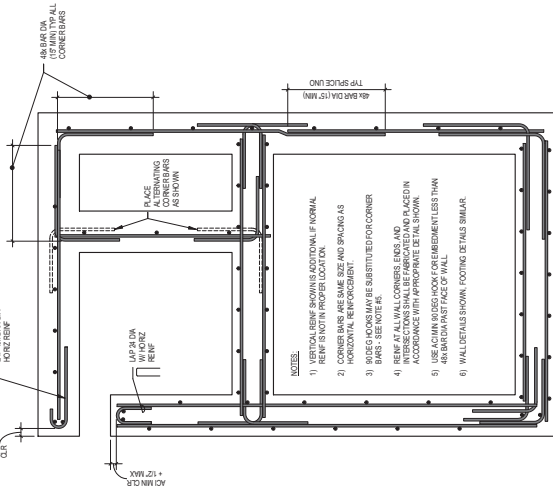 48x BAR DIA
(15" MIN) TYP ALL
CORNER BARS
HORIZ REINF
CLR
PLACE
ALTERNATING
CORNER BARS
AS SHOWN
48x BAR DIA (15" MIN)
TYP SPLICE UNO
LAP 24 DIA
W/ HORIZ
REINF
ACI MIN CLR
+ 1/2" MAX
NOTES:
1) VERTICAL REINF SHOWN IS ADDITIONAL IF NORMAL
REINF IS NOT IN PROPER LOCATION.
2) CORNER BARS ARE SAME SIZE AND SPACING AS
HORIZONTAL REINFORCEMENT.
3) 90 DEG HOOKS MAY BE SUBSTITUTED FOR CORNER
BARS - SEE NOTE #5.
4) REINF AT ALL WALL CORNERS, ENDS, AND
INTERSECTIONS SHALL BE FABRICATED AND PLACED IN
ACCORDANCE WITH APPROPRIATE DETAIL SHOWN.
5) USE ACI MIN 90 DEG HOOK FOR EMBEDMENT LESS THAN
48x BAR DIA PAST FACE OF WALL.
6) WALL DETAILS SHOWN, FOOTING DETAILS SIMILAR.